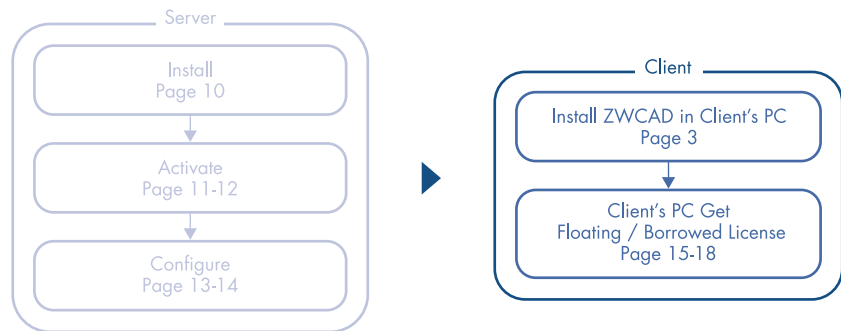 Server
Install
Page 10
Activate
Page 11-12
Configure
Page 13-14
Client
Install ZWCAD in Client's PC
Page 3
Client's PC Get
Floating / Borrowed License
Page 15-18